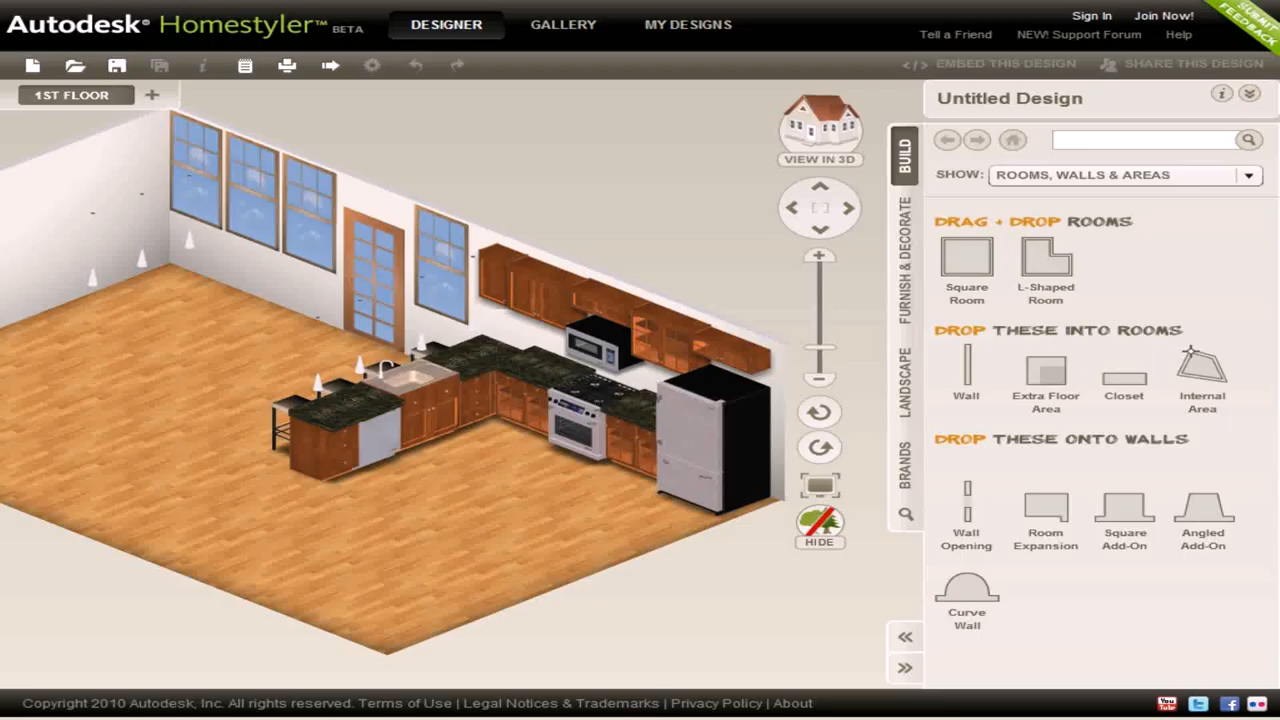 Autodesk® Homestyler™ BETA
DESIGNER
GALLERY
MY DESIGNS
Sign In
Join Now!
Tell a Friend
NEW! Support Forum
Help
SUBMIT
FEEDBACK
</> EMBED THIS DESIGN
SHARE THIS DESIGN
1ST FLOOR
Untitled Design
VIEW IN 3D
HIDE
BUILD
FURNISH & DECORATE
LANDSCAPE
BRANDS
SHOW: ROOMS, WALLS & AREAS
DRAG + DROP ROOMS
Square
Room
L-Shaped
Room
DROP THESE INTO ROOMS
Wall
Extra Floor
Area
Closet
Internal
Area
DROP THESE ONTO WALLS
Wall
Opening
Room
Expansion
Square
Add-On
Angled
Add-On
Curve
Wall
Copyright 2010 Autodesk, Inc. All rights reserved. Terms of Use | Legal Notices & Trademarks | Privacy Policy | About
You
Tube